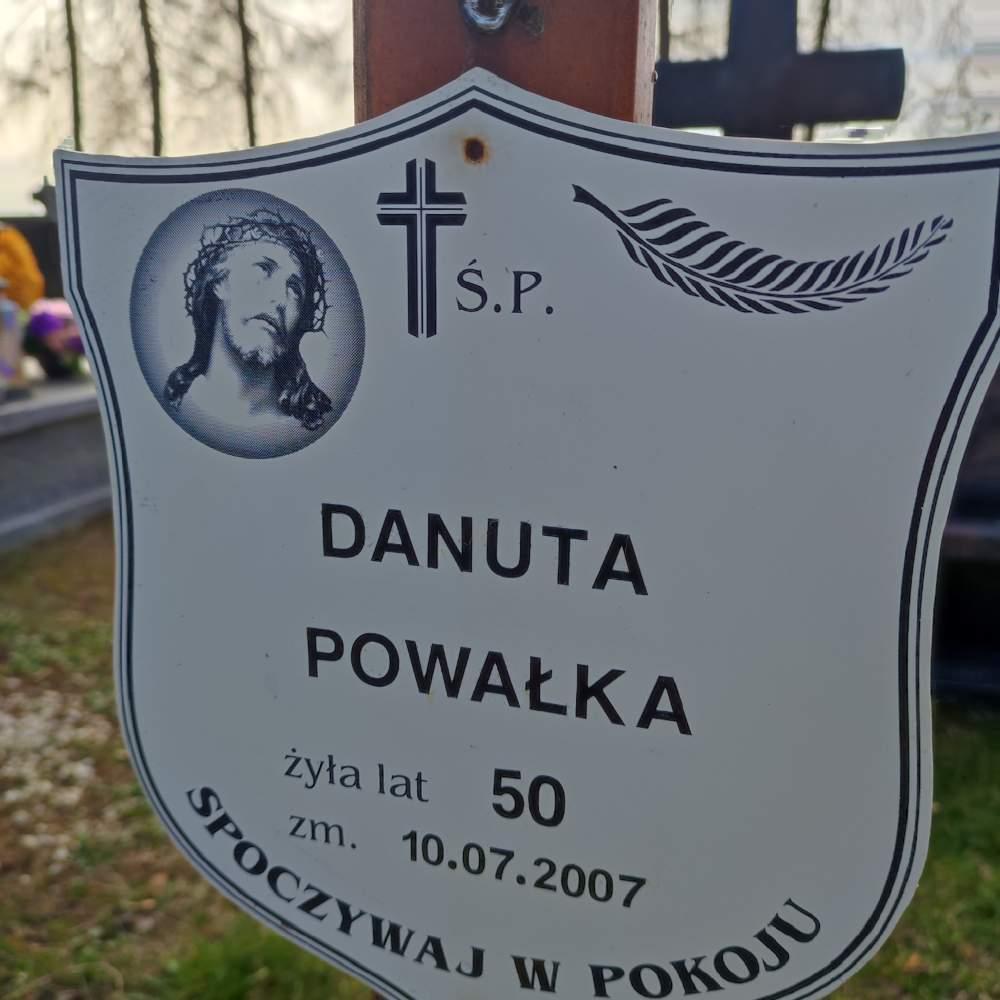 Ś.P.
DANUTA
POWAŁKA
żyła lat 50
zm. 10.07.2007
SPOCZYWAJ W POKOJU